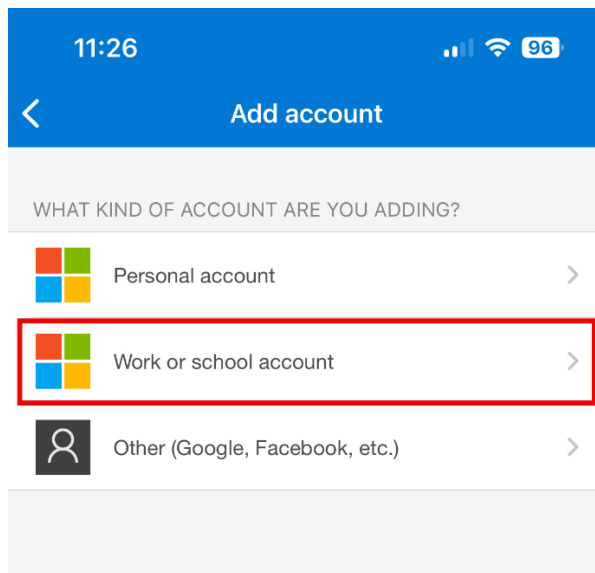 11:26
96
Add account
WHAT KIND OF ACCOUNT ARE YOU ADDING?
Personal account
Work or school account
Other (Google, Facebook, etc.)